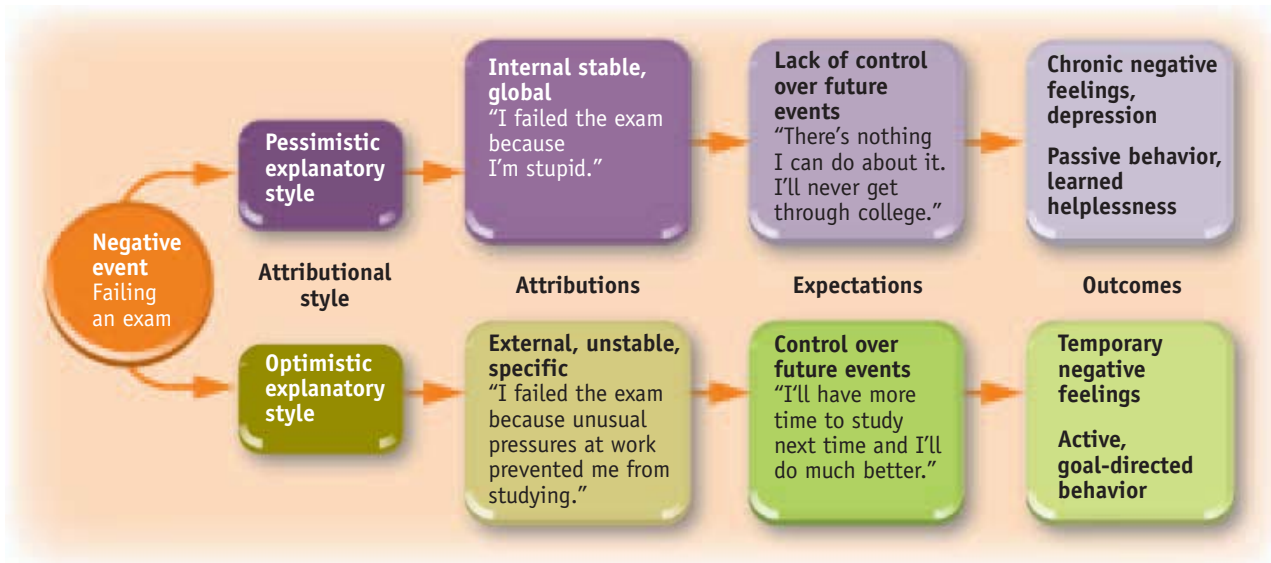 Negative
event
Failing
an exam
Pessimistic
explanatory
style
Attributional
style
Optimistic
explanatory
style
Internal stable,
global
“I failed the exam
because
I’m stupid.”
Attributions
External, unstable,
specific
“I failed the exam
because unusual
pressures at work
prevented me from
studying.”
Lack of control
over future
events
“There’s nothing
I can do about it.
I’ll never get
through college.”
Expectations
Control over
future events
“I’ll have more
time to study
next time and I’ll
do much better.”
Chronic negative
feelings,
depression
Passive behavior,
learned
helplessness
Outcomes
Temporary
negative
feelings
Active,
goal-directed
behavior